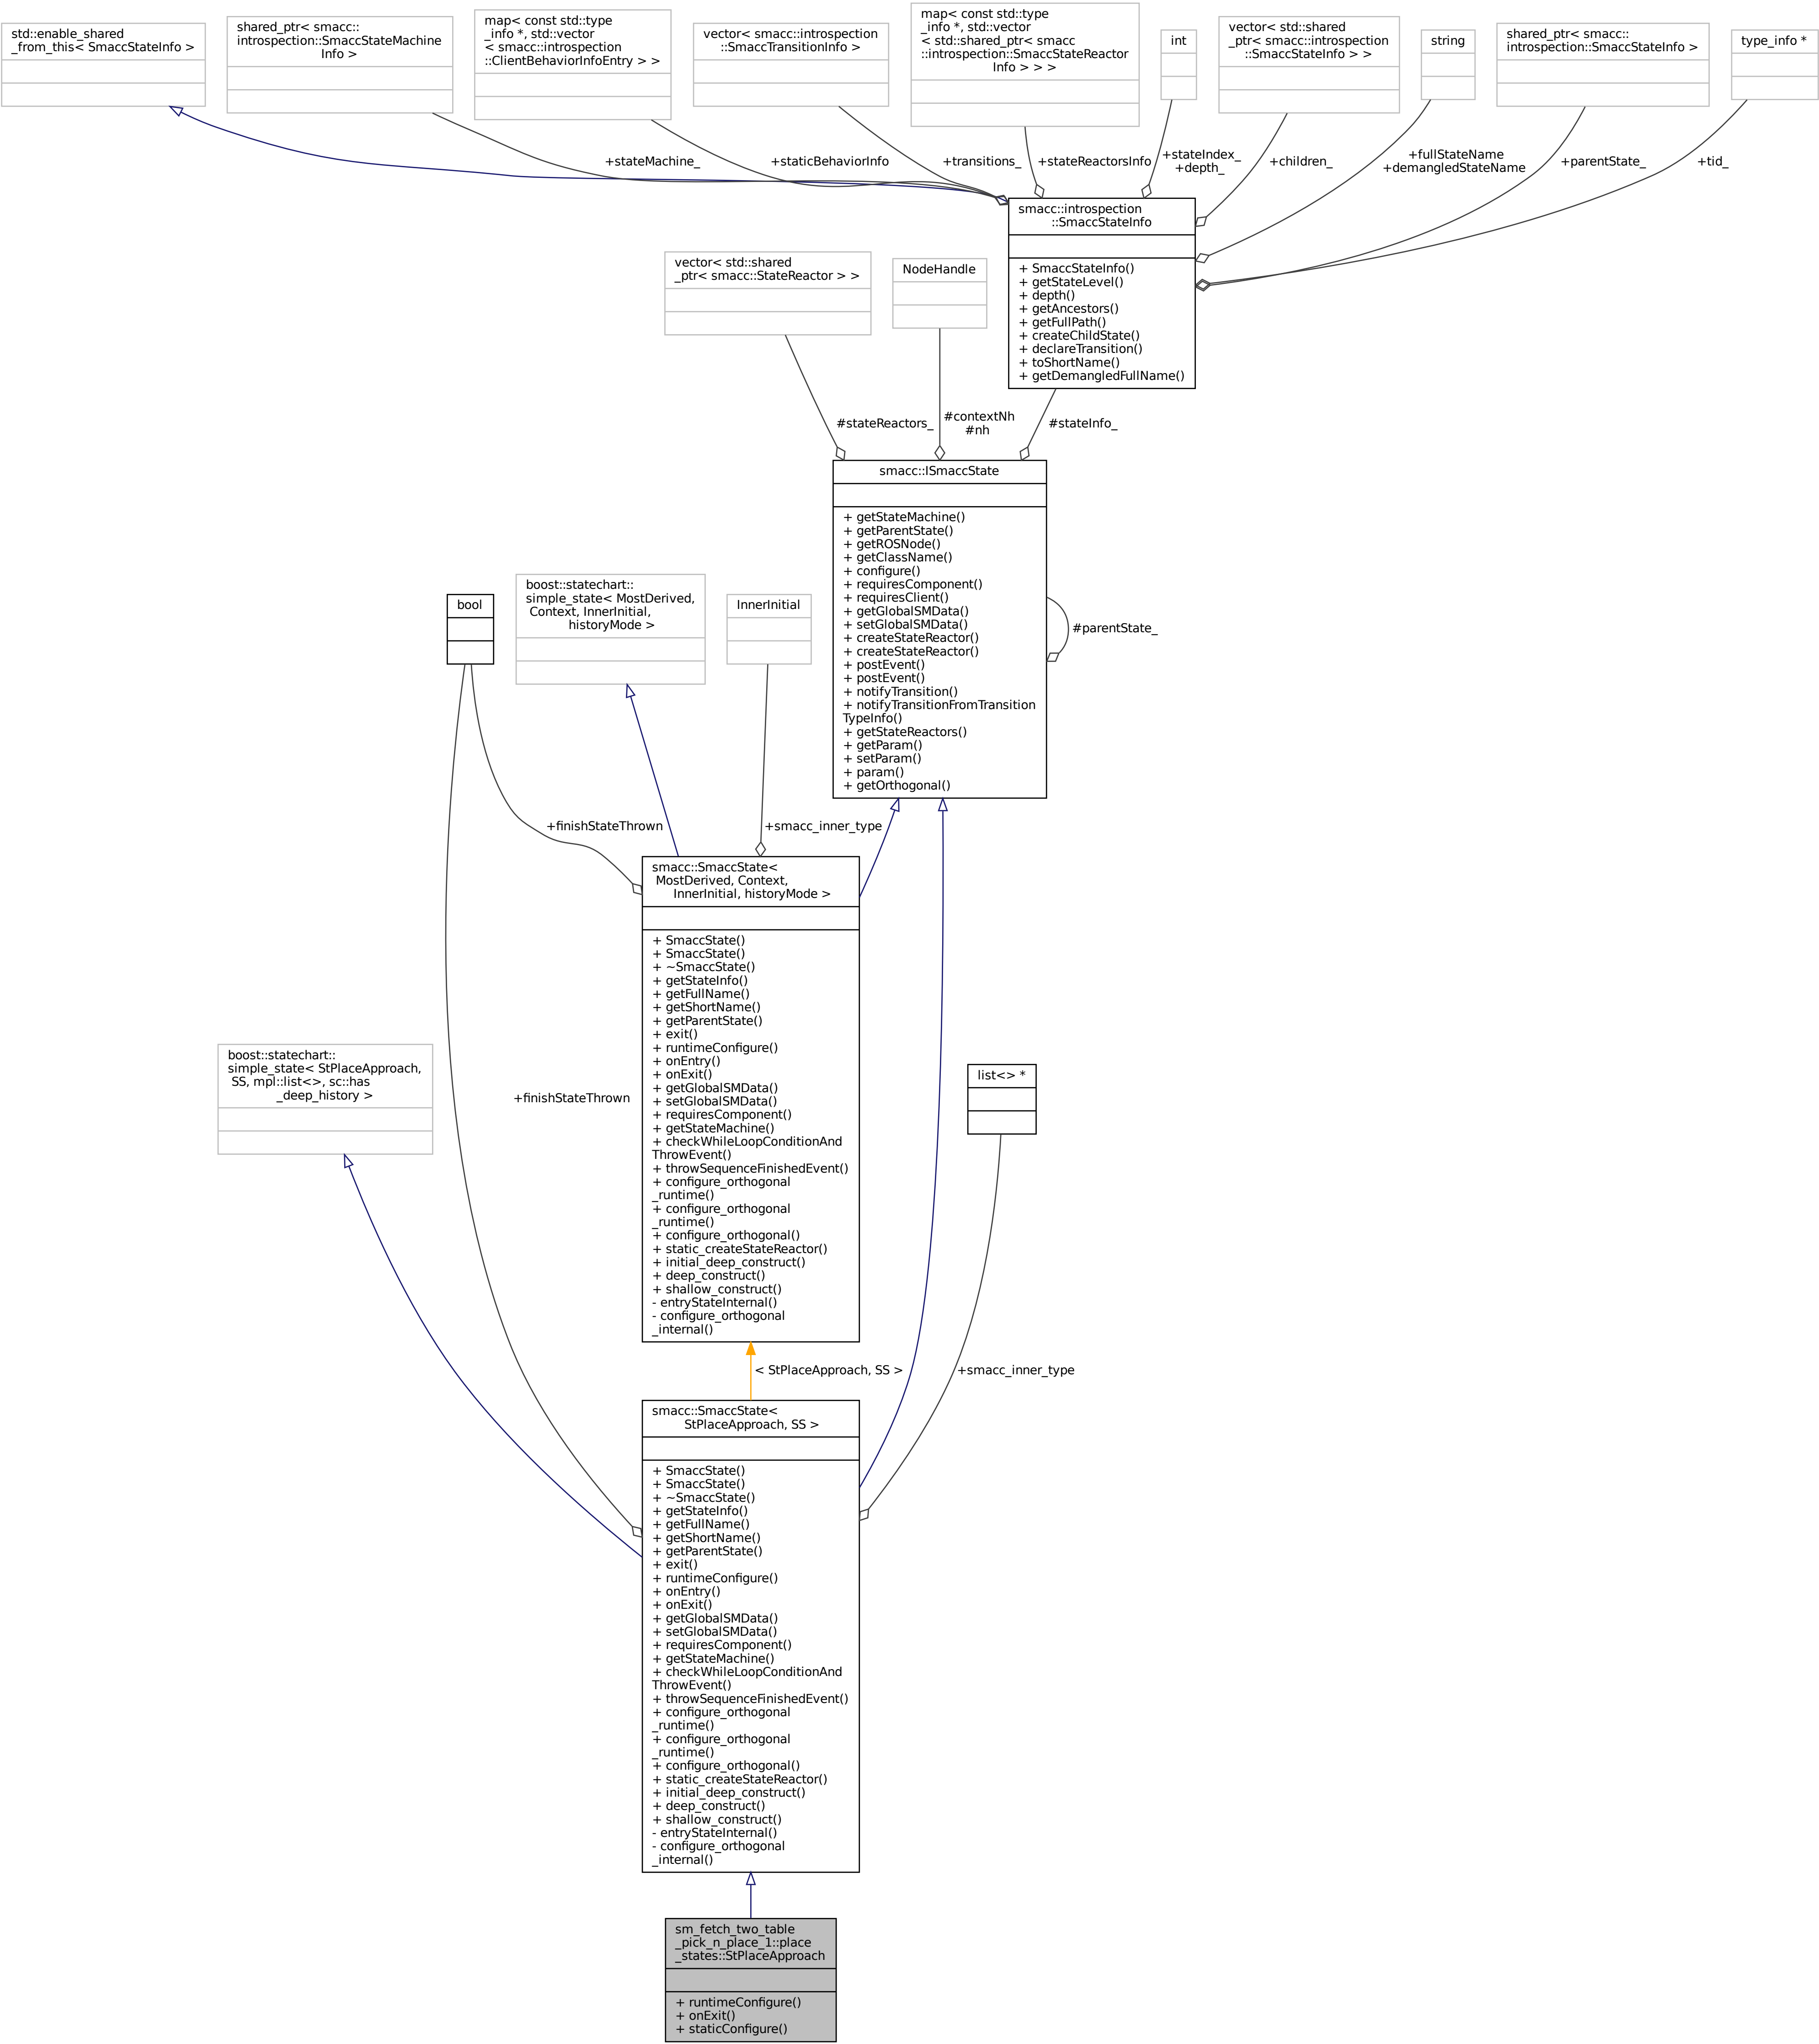 std::enable_shared
_from_this< SmaccStateInfo >
shared_ptr< smacc::
introspection::SmaccStateMachine
Info >
map< const std::type
_info *, std::vector
< smacc::introspection
::ClientBehaviorInfoEntry > >
vector< smacc::introspection
::SmaccTransitionInfo >
map< const std::type
_info *, std::vector
< std::shared_ptr< smacc
::introspection::SmaccStateReactor
Info > > >
int
vector< std::shared
_ptr< smacc::introspection
::SmaccStateInfo > >
string
shared_ptr< smacc::
introspection::SmaccStateInfo >
type_info *
+stateMachine_
+staticBehaviorInfo
+transitions_
+stateReactorsInfo
+stateIndex_
+depth_
+children_
+fullStateName
+demangledStateName
+parentState_
+tid_
smacc::introspection
::SmaccStateInfo
+ SmaccStateInfo()
+ getStateLevel()
+ depth()
+ getAncestors()
+ getFullPath()
+ createChildState()
+ declareTransition()
+ toShortName()
+ getDemangledFullName()
vector< std::shared
_ptr< smacc::StateReactor > >
NodeHandle
#stateReactors_
#contextNh
#nh
#stateInfo_
smacc::ISmaccState
+ getStateMachine()
+ getParentState()
+ getROSNode()
+ getClassName()
+ configure()
+ requiresComponent()
+ requiresClient()
+ getGlobalSMData()
+ setGlobalSMData()
+ createStateReactor()
+ createStateReactor()
+ postEvent()
+ postEvent()
+ notifyTransition()
+ notifyTransitionFromTransition
TypeInfo()
+ getStateReactors()
+ getParam()
+ setParam()
+ param()
+ getOrthogonal()
#parentState_
bool
boost::statechart::
simple_state< MostDerived,
Context, InnerInitial,
historyMode >
InnerInitial
+finishStateThrown
+smacc_inner_type
smacc::SmaccState<
MostDerived, Context,
InnerInitial, historyMode >
+ SmaccState()
+ SmaccState()
+ ~SmaccState()
+ getStateInfo()
+ getFullName()
+ getShortName()
+ getParentState()
+ exit()
+ runtimeConfigure()
+ onEntry()
+ onExit()
+ getGlobalSMData()
+ setGlobalSMData()
+ requiresComponent()
+ getStateMachine()
+ checkWhileLoopConditionAnd
ThrowEvent()
+ throwSequenceFinishedEvent()
+ configure_orthogonal
_runtime()
+ configure_orthogonal
_runtime()
+ configure_orthogonal()
+ static_createStateReactor()
+ initial_deep_construct()
+ deep_construct()
+ shallow_construct()
- entryStateInternal()
- configure_orthogonal
_internal()
boost::statechart::
simple_state< StPlaceApproach,
SS, mpl::list<>, sc::has
_deep_history >
+finishStateThrown
list<> *
< StPlaceApproach, SS >
+smacc_inner_type
smacc::SmaccState<
StPlaceApproach, SS >
+ SmaccState()
+ SmaccState()
+ ~SmaccState()
+ getStateInfo()
+ getFullName()
+ getShortName()
+ getParentState()
+ exit()
+ runtimeConfigure()
+ onEntry()
+ onExit()
+ getGlobalSMData()
+ setGlobalSMData()
+ requiresComponent()
+ getStateMachine()
+ checkWhileLoopConditionAnd
ThrowEvent()
+ throwSequenceFinishedEvent()
+ configure_orthogonal
_runtime()
+ configure_orthogonal
_runtime()
+ configure_orthogonal()
+ static_createStateReactor()
+ initial_deep_construct()
+ deep_construct()
+ shallow_construct()
- entryStateInternal()
- configure_orthogonal
_internal()
sm_fetch_two_table
_pick_n_place_1::place
_states::StPlaceApproach
+ runtimeConfigure()
+ onExit()
+ staticConfigure()